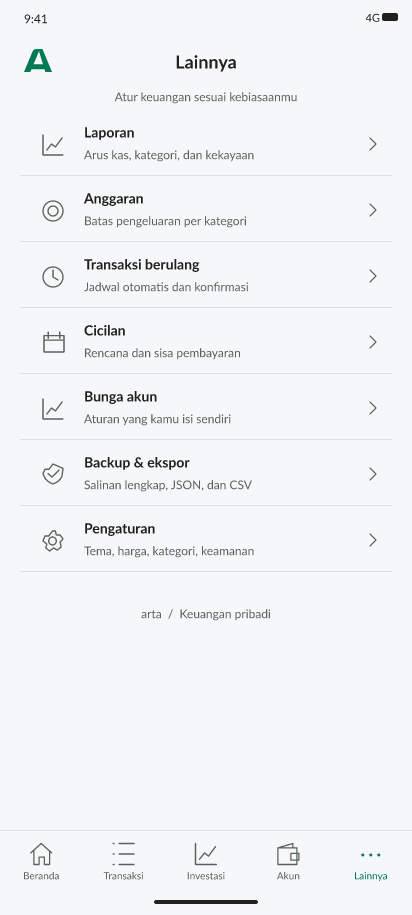 9:41
4G
A
Lainnya
Atur keuangan sesuai kebiasaanmu
Laporan
Arus kas, kategori, dan kekayaan
Anggaran
Batas pengeluaran per kategori
Transaksi berulang
Jadwal otomatis dan konfirmasi
Cicilan
Rencana dan sisa pembayaran
Bunga akun
Aturan yang kamu isi sendiri
Backup & ekspor
Salinan lengkap, JSON, dan CSV
Pengaturan
Tema, harga, kategori, keamanan
arta / Keuangan pribadi
Beranda
Transaksi
Investasi
Akun
Lainnya